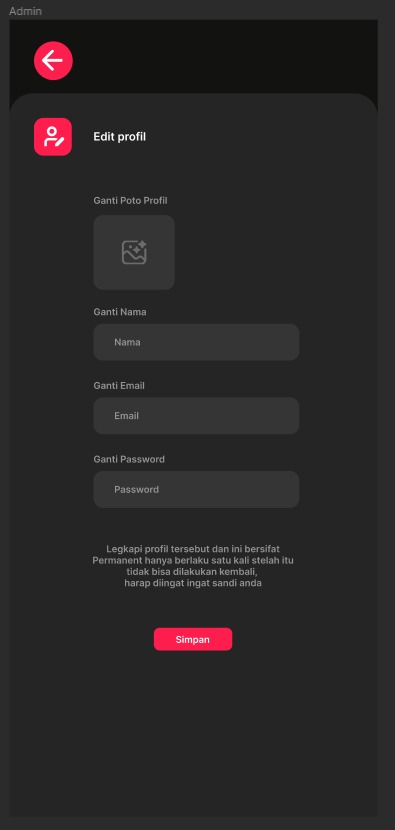 Admin
Edit profil
Ganti Poto Profil
Ganti Nama
Nama
Ganti Email
Email
Ganti Password
Password
Legkapi profil tersebut dan ini bersifat
Permanent hanya berlaku satu kali stelah itu
tidak bisa dilakukan kembali,
harap diingat ingat sandi anda
Simpan